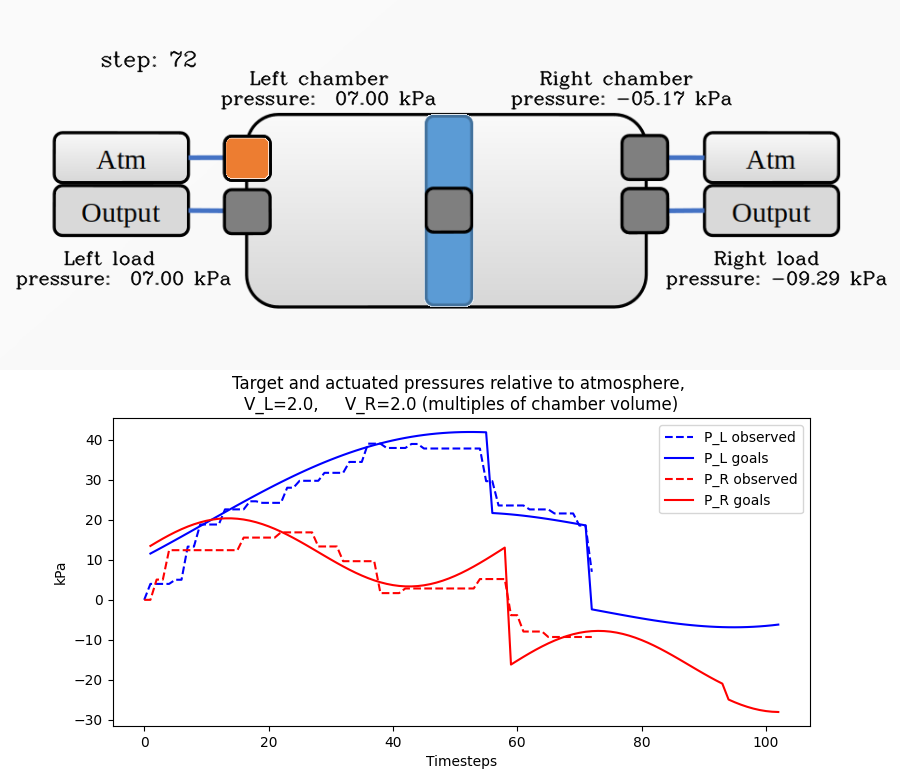 step: 72
Left chamber
pressure: 07.00 kPa
Right chamber
pressure: −05.17 kPa
Atm
Output
Atm
Output
Left load
pressure: 07.00 kPa
Right load
pressure: −09.29 kPa
Target and actuated pressures relative to atmosphere,
V_L=2.0, V_R=2.0 (multiples of chamber volume)
P_L observed
P_L goals
P_R observed
P_R goals
kPa
40
30
20
10
0
−10
−20
−30
0 20 40 60 80 100
Timesteps